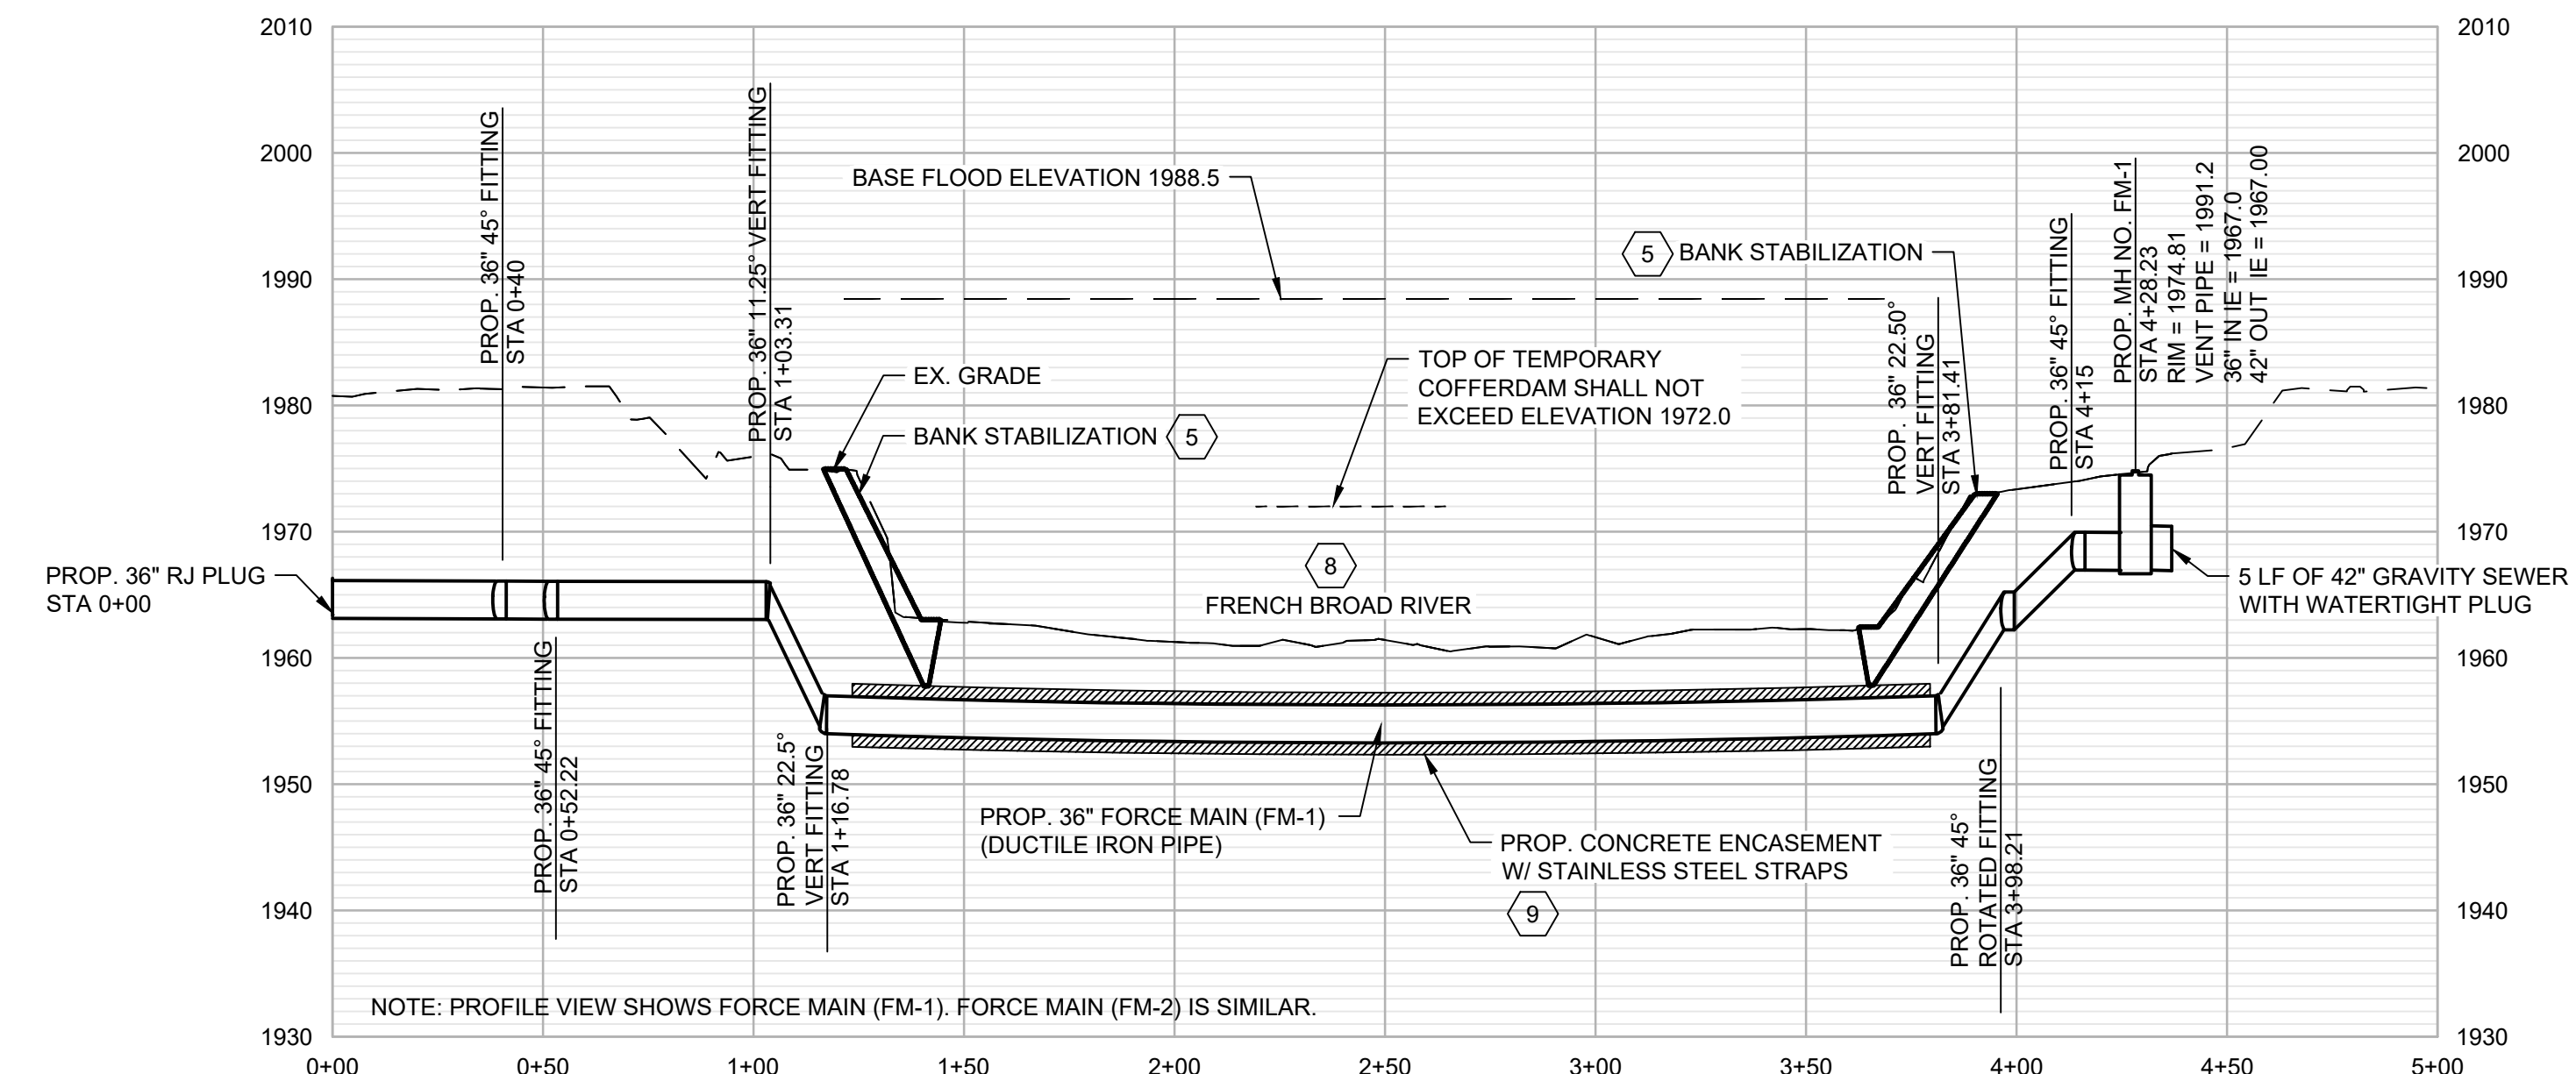 2010
2010
2000
2000
1990
1990
1980
1980
1970
1970
1960
1960
1950
1950
1940
1940
1930
1930
PROP. 36" 45° FITTING
STA 0+40
PROP. 36" 11.25° VERT FITTING
STA 1+03.31
BASE FLOOD ELEVATION 1988.5
5
BANK STABILIZATION
EX. GRADE
BANK STABILIZATION
5
TOP OF TEMPORARY
COFFERDAM SHALL NOT
EXCEED ELEVATION 1972.0
PROP. 36" 22.50°
VERT FITTING
STA 3+81.41
PROP. 36" 45° FITTING
STA 4+15
PROP. MH NO. FM-1
STA 4+28.23
RIM = 1974.81
VENT PIPE = 1991.2
36" IN IE = 1967.0
42" OUT IE = 1967.00
PROP. 36" RJ PLUG
STA 0+00
8
FRENCH BROAD RIVER
5 LF OF 42" GRAVITY SEWER
WITH WATERTIGHT PLUG
PROP. 36" 45° FITTING
STA 0+52.22
PROP. 36" 22.5°
VERT FITTING
STA 1+16.78
PROP. 36" FORCE MAIN (FM-1)
(DUCTILE IRON PIPE)
PROP. CONCRETE ENCASEMENT
W/ STAINLESS STEEL STRAPS
9
PROP. 36" 45°
ROTATED FITTING
STA 3+98.21
NOTE: PROFILE VIEW SHOWS FORCE MAIN (FM-1). FORCE MAIN (FM-2) IS SIMILAR.
0+00
0+50
1+00
1+50
2+00
2+50
3+00
3+50
4+00
4+50
5+00